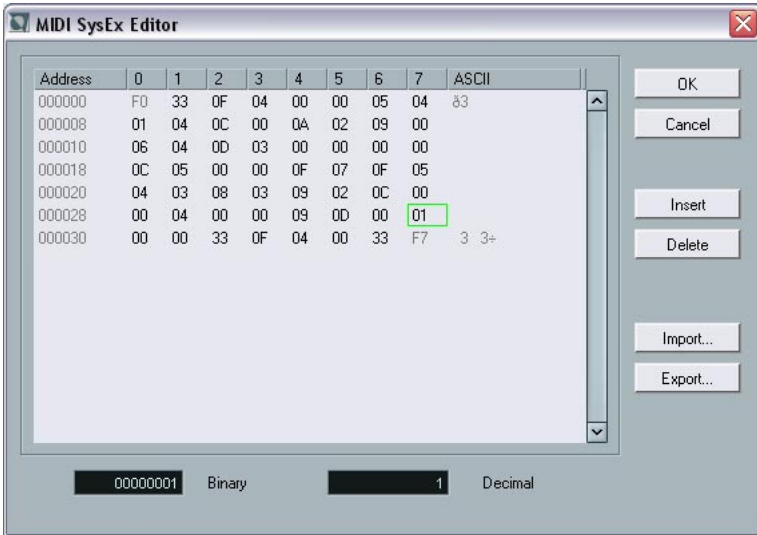 MIDI SysEx Editor
Address 0 1 2 3 4 5 6 7 ASCII
000000 F0 33 0F 04 00 00 05 04 ð3
000008 01 04 0C 00 0A 02 09 00
000010 06 04 0D 03 00 00 00 00
000018 0C 05 00 00 0F 07 0F 05
000020 04 03 08 03 09 02 0C 00
000028 00 04 00 00 09 0D 00 01
000030 00 00 33 0F 04 00 33 F7 3 3÷
OK
Cancel
Insert
Delete
Import...
Export...
00000001 Binary 1 Decimal